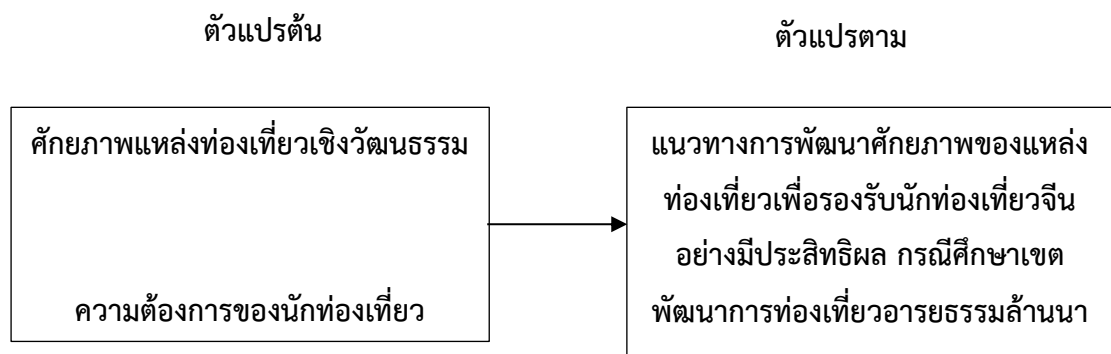 ตัวแปรต้น
ตัวแปรตาม
ศักยภาพแหล่งท่องเที่ยวเชิงวัฒนธรรม
ความต้องการของนักท่องเที่ยว
แนวทางการพัฒนาศักยภาพของแหล่ง
ท่องเที่ยวเพื่อรองรับนักท่องเที่ยวจีน
อย่างมีประสิทธิผล กรณีศึกษาเขต
พัฒนาการท่องเที่ยวอารยธรรมล้านนา